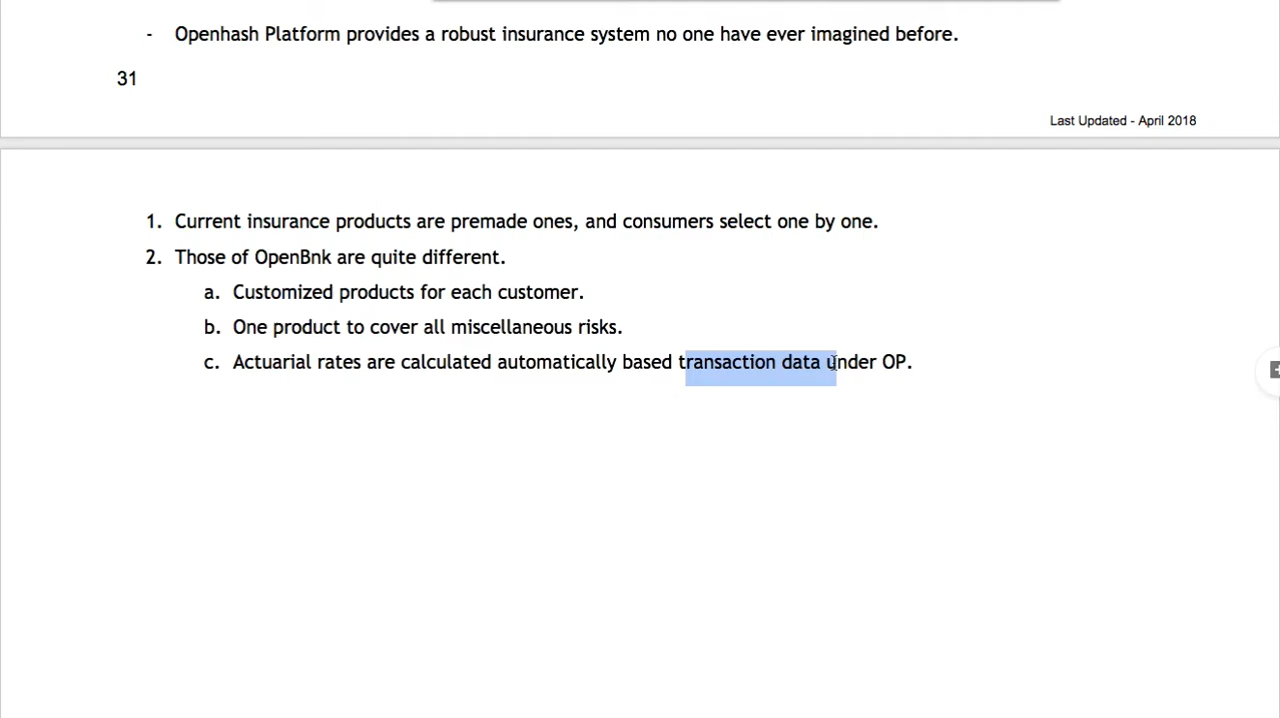 - Openhash Platform provides a robust insurance system no one have ever imagined before.
31
Last Updated - April 2018
1. Current insurance products are premade ones, and consumers select one by one.
2. Those of OpenBnk are quite different.
a. Customized products for each customer.
b. One product to cover all miscellaneous risks.
c. Actuarial rates are calculated automatically based transaction data under OP.